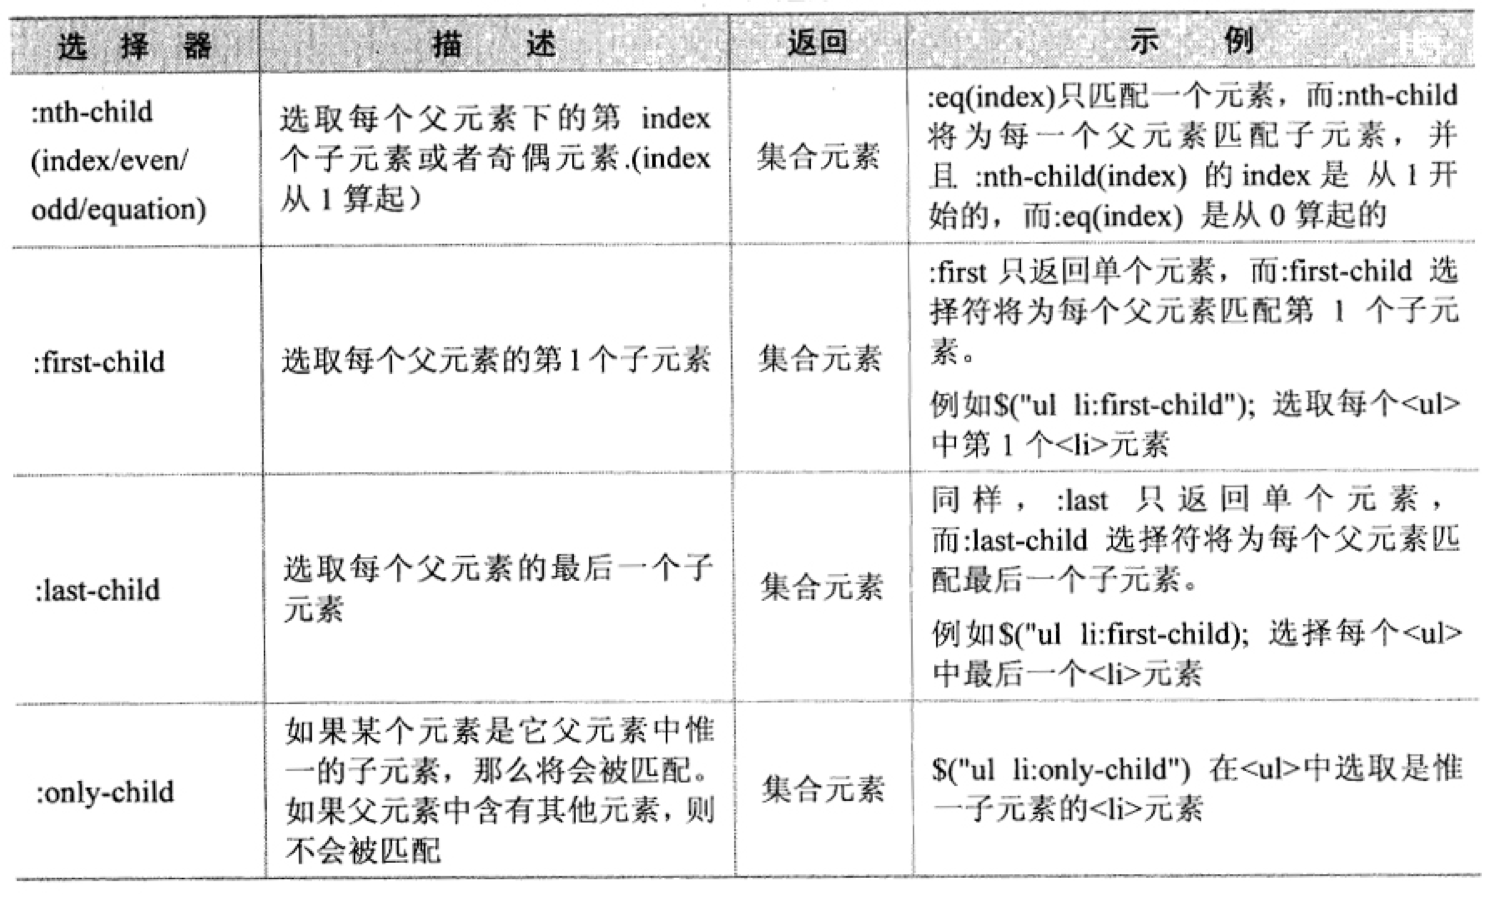 选 择 器 描 述 返回 示 例
:nth-child
(index/even/
odd/equation)
选取每个父元素下的第 index
个子元素或者奇偶元素.(index
从 1 算起）
集合元素
:eq(index)只匹配一个元素，而:nth-child
将为每一个父元素匹配子元素，并
且 :nth-child(index) 的 index 是 从 1 开
始的，而:eq(index) 是从 0 算起的
:first-child
选取每个父元素的第 1 个子元素
集合元素
:first 只返回单个元素，而:first-child 选
择符将为每个父元素匹配第 1 个子元
素。
例如$("ul li:first-child"); 选取每个<ul>
中第 1 个<li>元素
:last-child
选取每个父元素的最后一个子
元素
集合元素
同样，:last 只返回单个元素，
而:last-child 选择符将为每个父元素匹
配最后一个子元素。
例如$("ul li:first-child); 选择每个<ul>
中最后一个<li>元素
:only-child
如果某个元素是它父元素中惟
一的子元素，那么将会被匹配。
如果父元素中含有其他元素，则
不会被匹配
集合元素
$("ul li:only-child") 在<ul>中选取是惟
一子元素的<li>元素